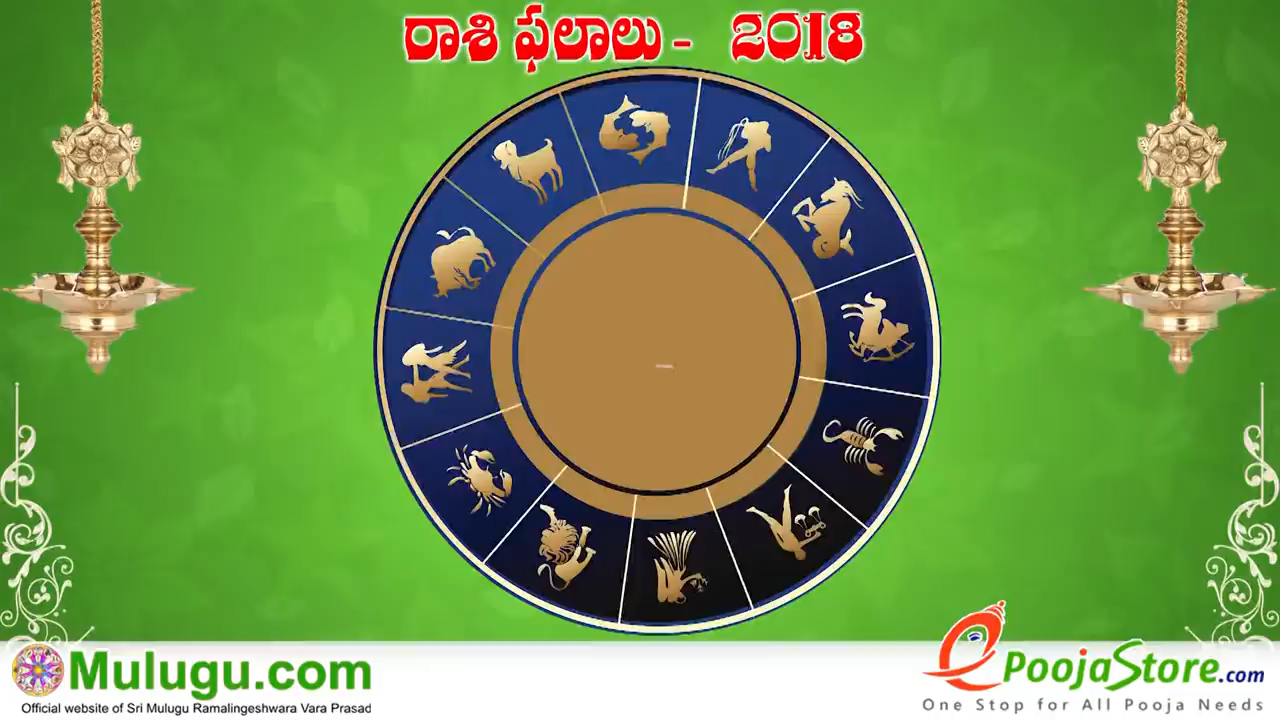 రాశి ఫలాలు - 2018
Mulugu.com
Official website of Sri Mulugu Ramalingeshwara Vara Prasad
ePoojaStore.com
One Stop for All Pooja Needs